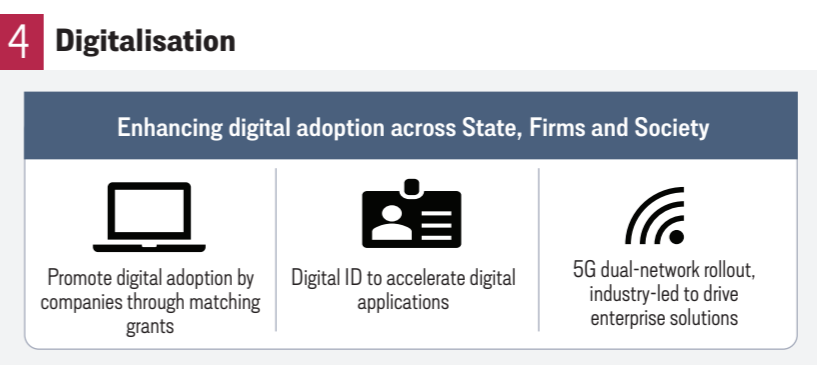 4 Digitalisation
Enhancing digital adoption across State, Firms and Society
Promote digital adoption by
companies through matching
grants
Digital ID to accelerate digital
applications
5G dual-network rollout,
industry-led to drive
enterprise solutions